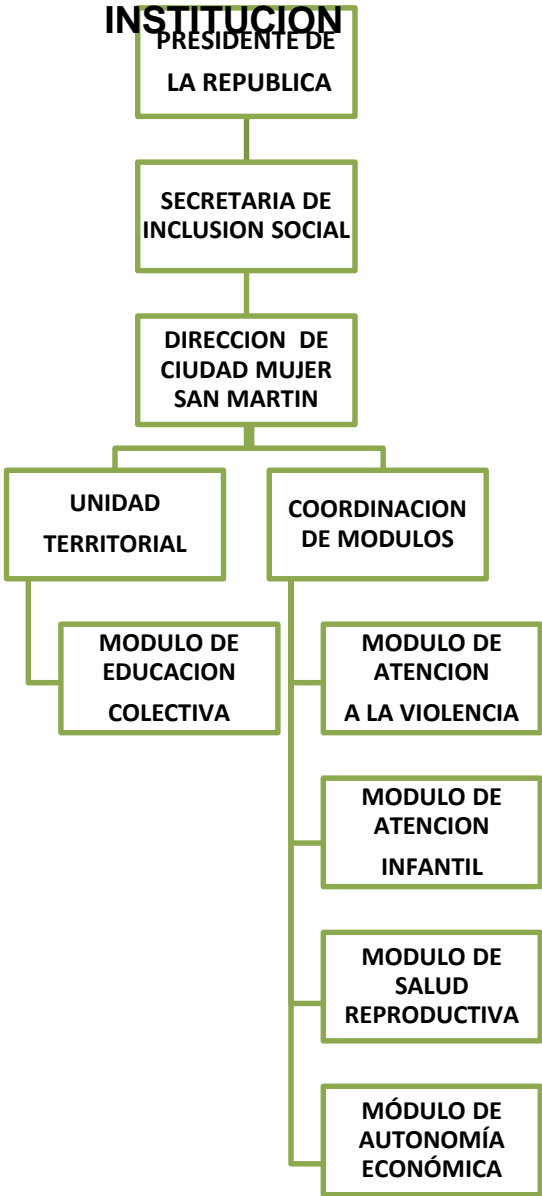 INSTITUCION
PRESIDENTE DE
LA REPUBLICA
SECRETARIA DE
INCLUSION SOCIAL
DIRECCION DE
CIUDAD MUJER
SAN MARTIN
UNIDAD
TERRITORIAL
COORDINACION
DE MODULOS
MODULO DE
EDUCACION
COLECTIVA
MODULO DE
ATENCION
A LA VIOLENCIA
MODULO DE
ATENCION
INFANTIL
MODULO DE
SALUD
REPRODUCTIVA
MÓDULO DE
AUTONOMÍA
ECONÓMICA